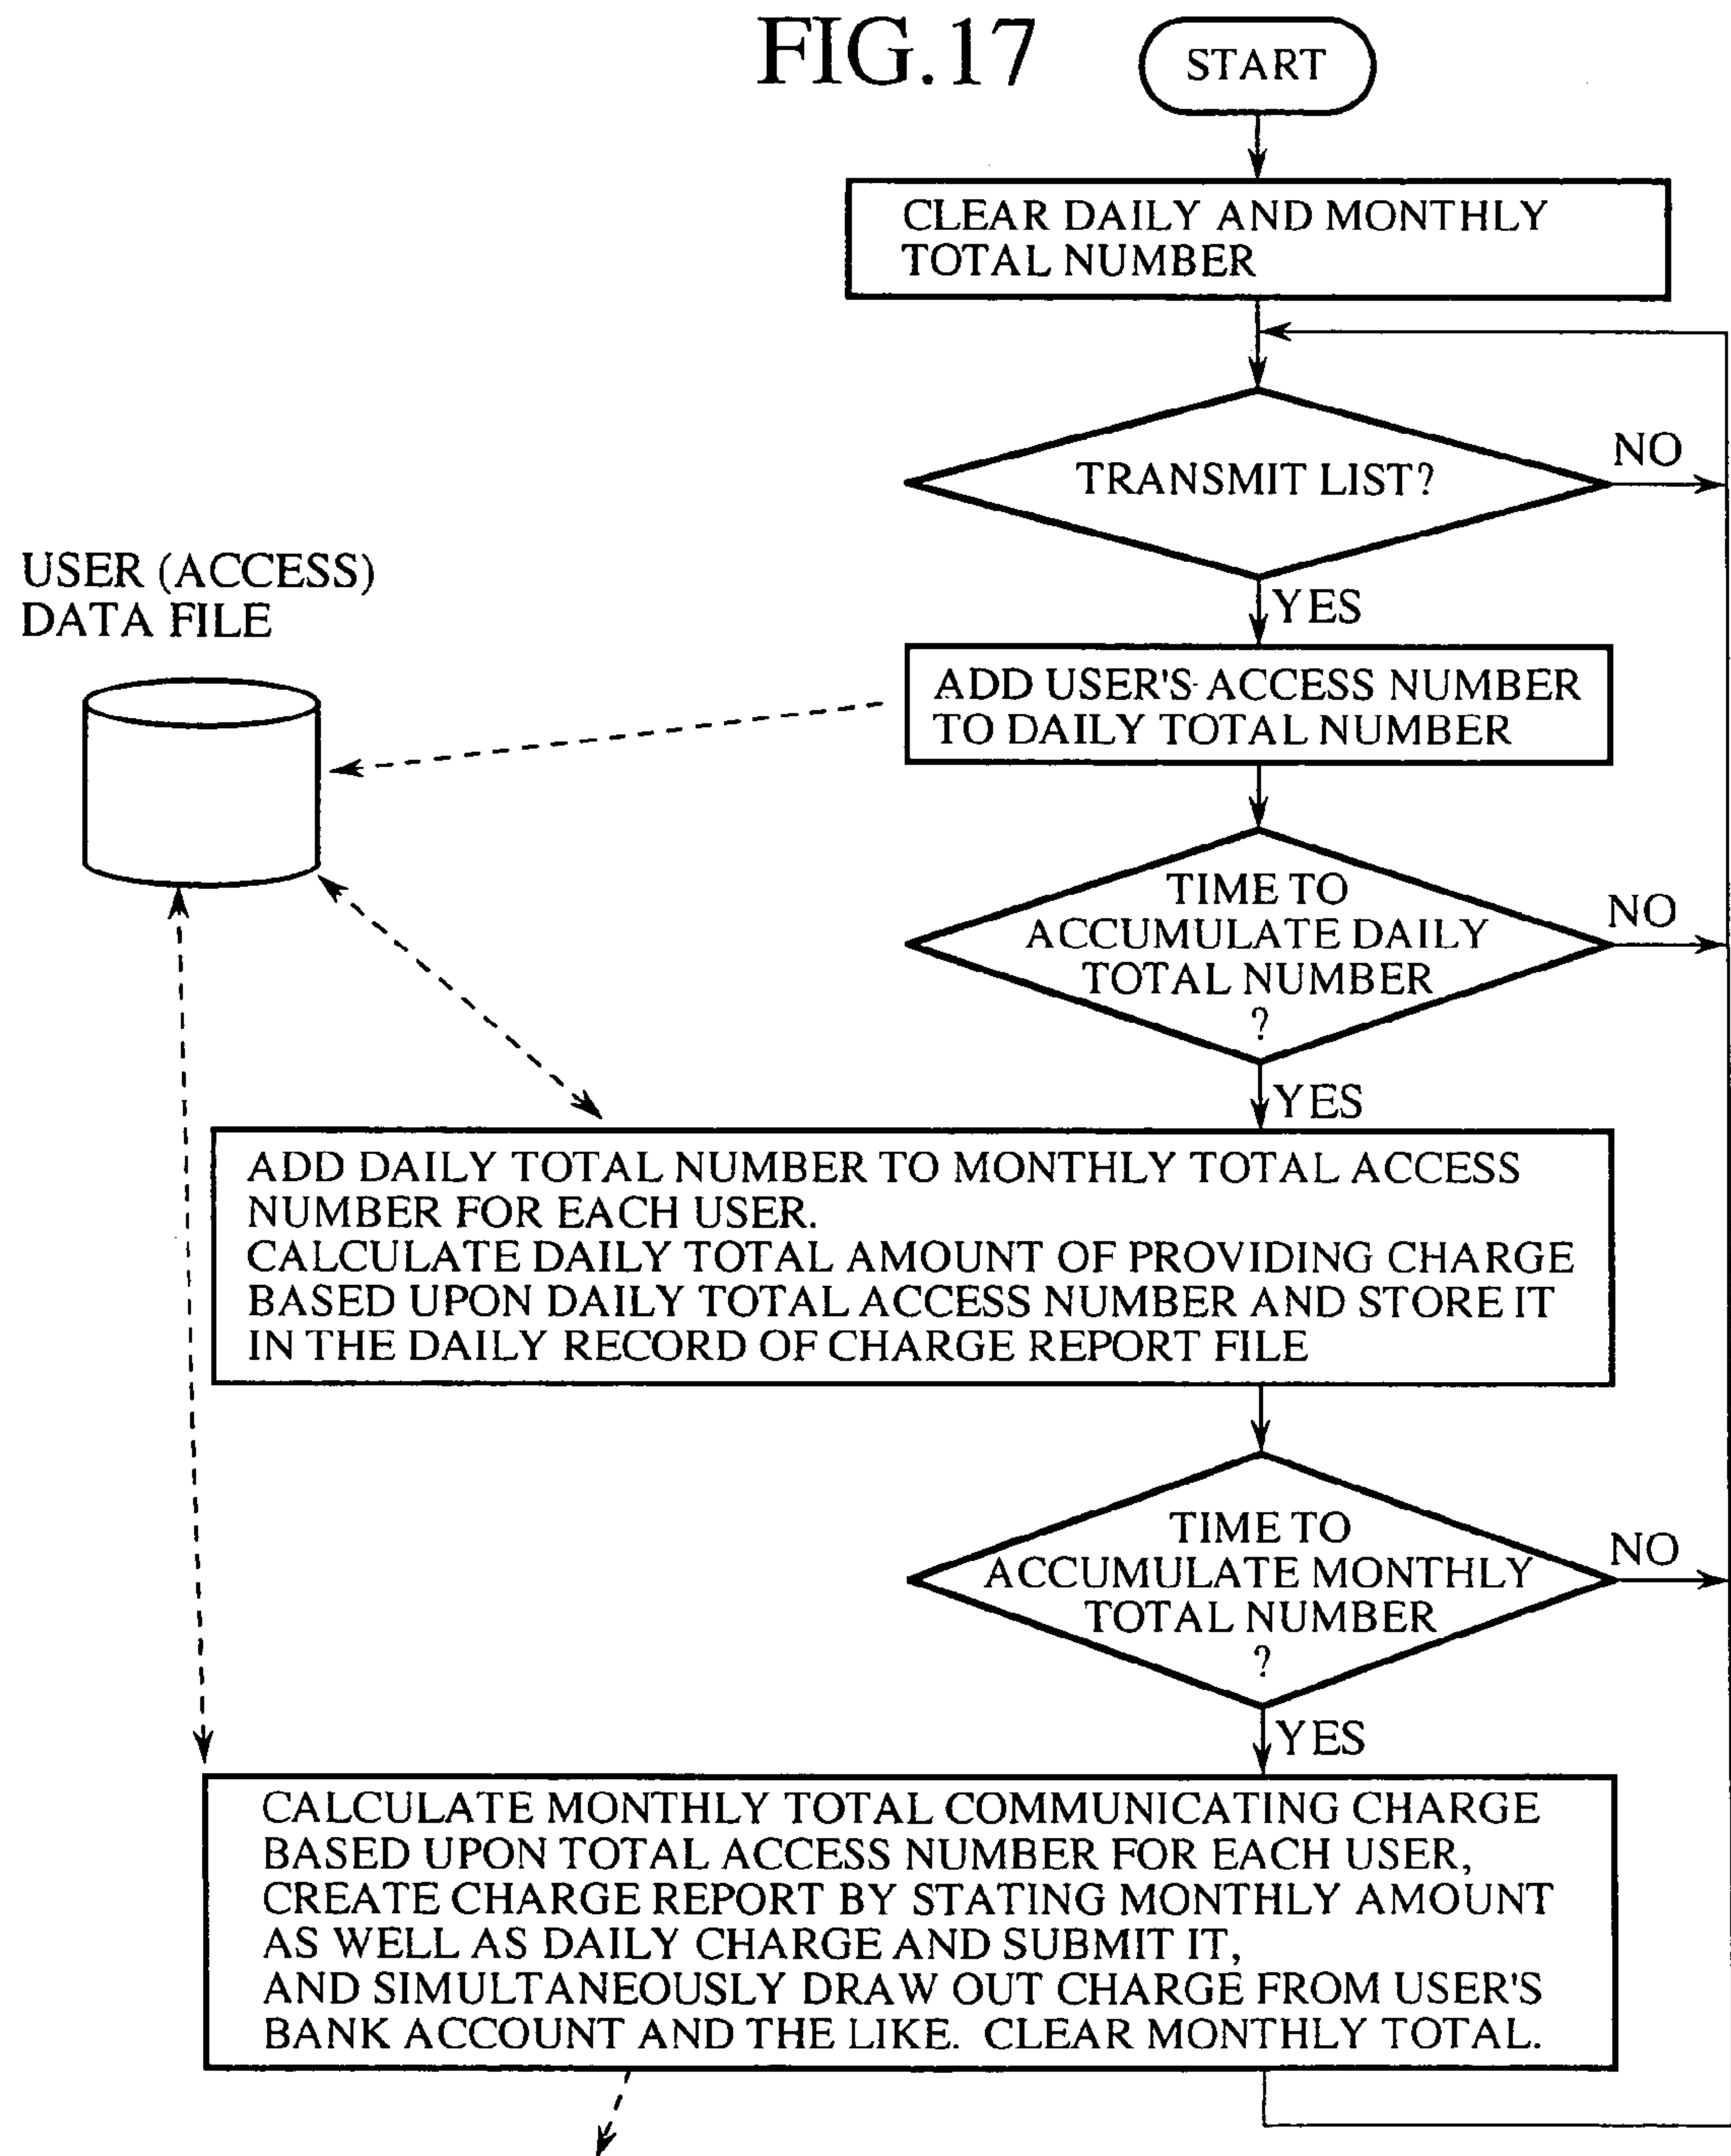 FIG.17
START
CLEAR DAILY AND MONTHLY
TOTAL NUMBER
TRANSMIT LIST?
NO
YES
USER (ACCESS)
DATA FILE
ADD USER'S ACCESS NUMBER
TO DAILY TOTAL NUMBER
TIME TO
ACCUMULATE DAILY
TOTAL NUMBER
?
NO
YES
ADD DAILY TOTAL NUMBER TO MONTHLY TOTAL ACCESS
NUMBER FOR EACH USER.
CALCULATE DAILY TOTAL AMOUNT OF PROVIDING CHARGE
BASED UPON DAILY TOTAL ACCESS NUMBER AND STORE IT
IN THE DAILY RECORD OF CHARGE REPORT FILE
TIME TO
ACCUMULATE MONTHLY
TOTAL NUMBER
?
NO
YES
CALCULATE MONTHLY TOTAL COMMUNICATING CHARGE
BASED UPON TOTAL ACCESS NUMBER FOR EACH USER,
CREATE CHARGE REPORT BY STATING MONTHLY AMOUNT
AS WELL AS DAILY CHARGE AND SUBMIT IT,
AND SIMULTANEOUSLY DRAW OUT CHARGE FROM USER'S
BANK ACCOUNT AND THE LIKE. CLEAR MONTHLY TOTAL.